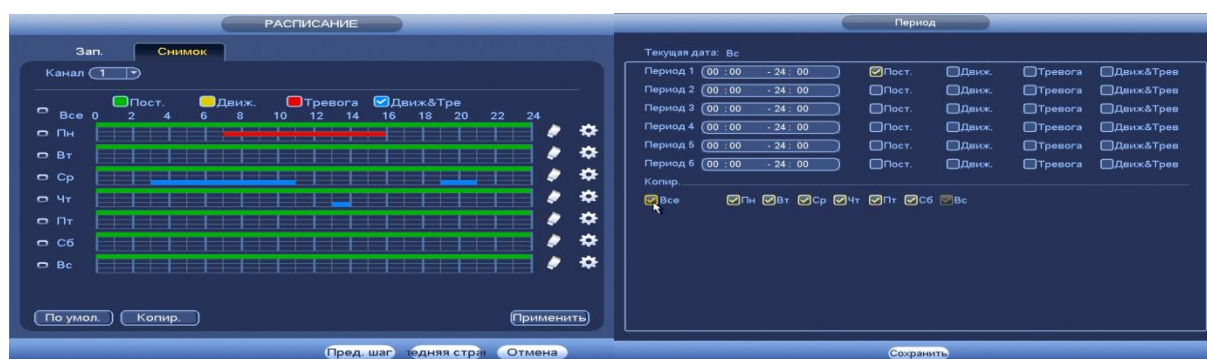 РАСПИСАНИЕ
Зап. Снимок
Канал 1
Пост. Движ. Тревога Движ&Тре
Все 0 2 4 6 8 10 12 14 16 18 20 22 24
Пн
Вт
Ср
Чт
Пт
Сб
Вс
По умол. Копир. Применить
Пред. шаг едняя стра Отмена
Период
Текущая дата: Вс
Период 1 00 :00 - 24 : 00 Пост. Движ. Тревога Движ&Трев
Период 2 00 :00 - 24 : 00 Пост. Движ. Тревога Движ&Трев
Период 3 00 :00 - 24 : 00 Пост. Движ. Тревога Движ&Трев
Период 4 00 :00 - 24 : 00 Пост. Движ. Тревога Движ&Трев
Период 5 00 :00 - 24 : 00 Пост. Движ. Тревога Движ&Трев
Период 6 00 :00 - 24 : 00 Пост. Движ. Тревога Движ&Трев
Копир.
Все Пн Вт Ср Чт Пт Сб Вс
Сохранить